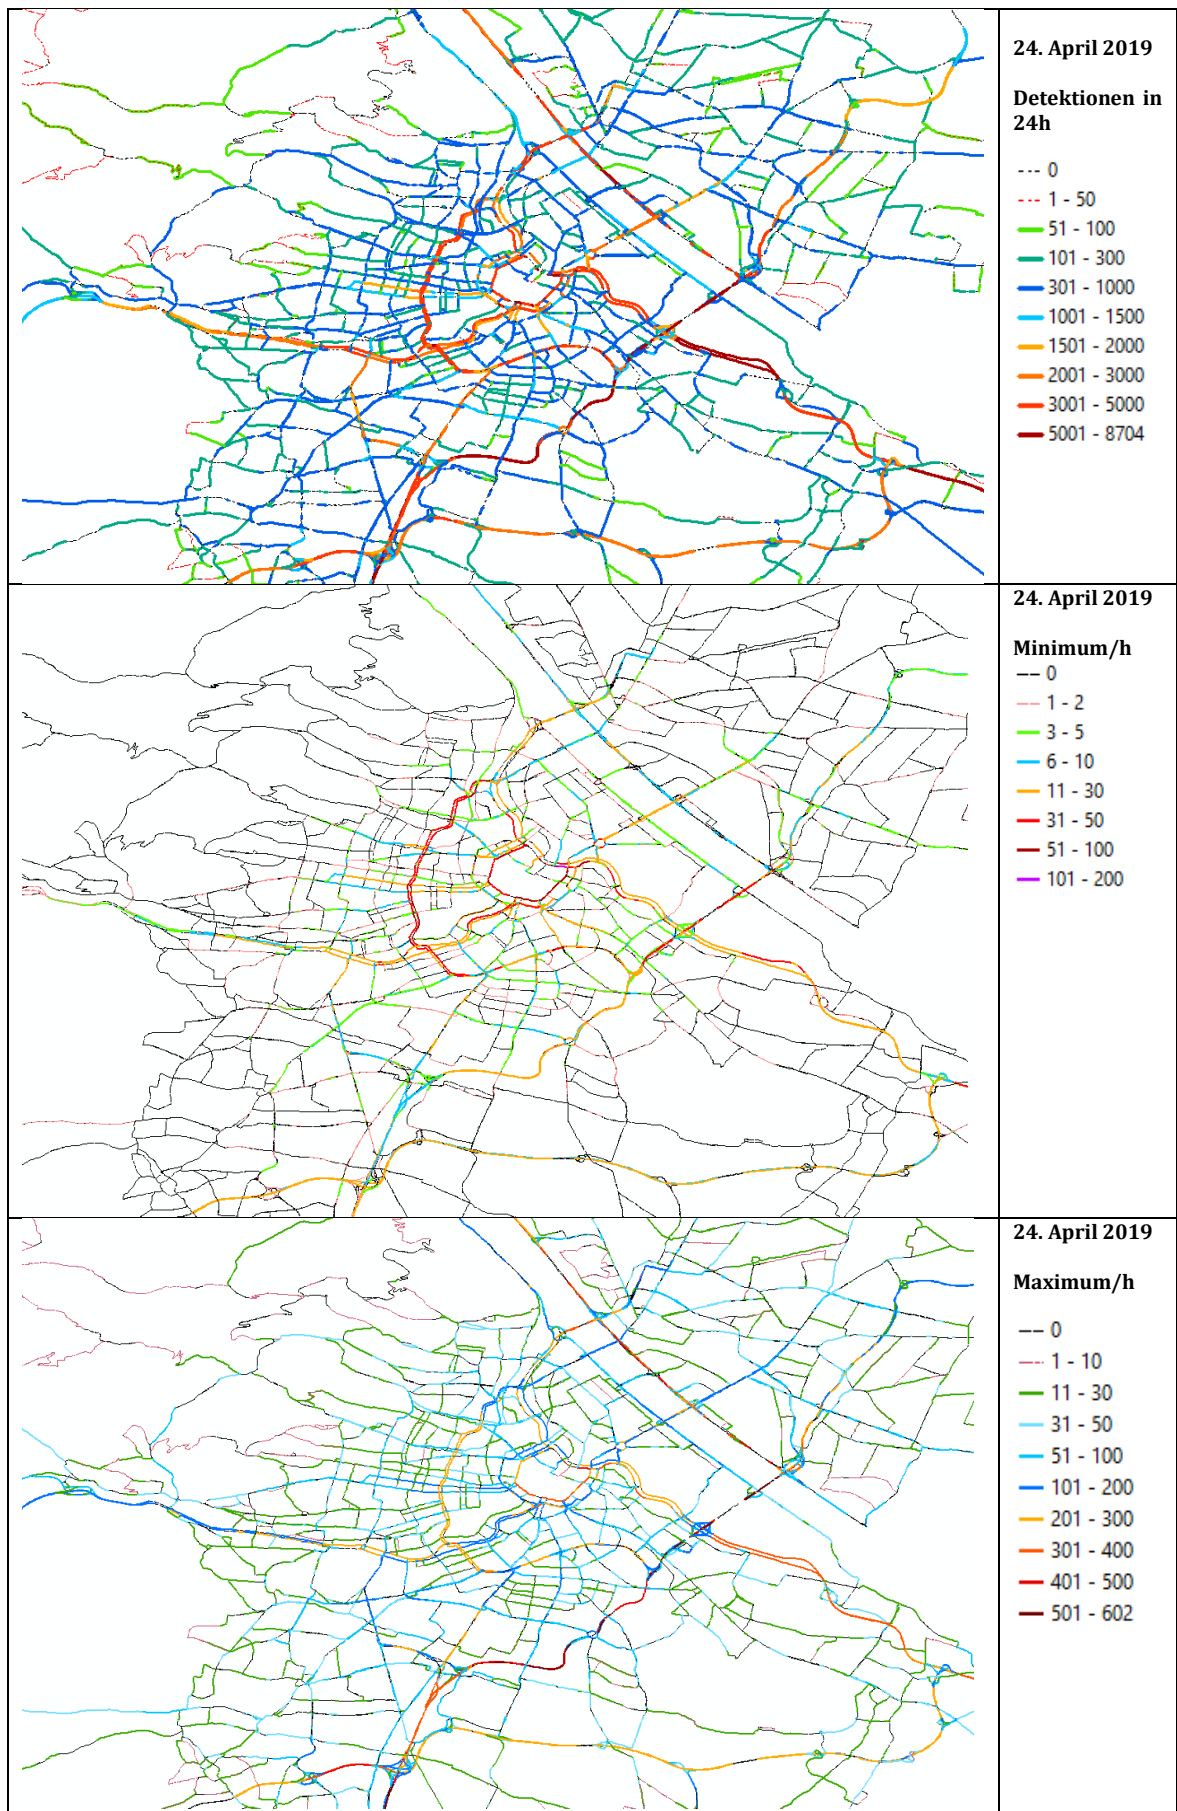 24. April 2019
Detektionen in
24h
0
1 - 50
51 - 100
101 - 300
301 - 1000
1001 - 1500
1501 - 2000
2001 - 3000
3001 - 5000
5001 - 8704
24. April 2019
Minimum/h
0
1 - 2
3 - 5
6 - 10
11 - 30
31 - 50
51 - 100
101 - 200
24. April 2019
Maximum/h
0
1 - 10
11 - 30
31 - 50
51 - 100
101 - 200
201 - 300
301 - 400
401 - 500
501 - 602